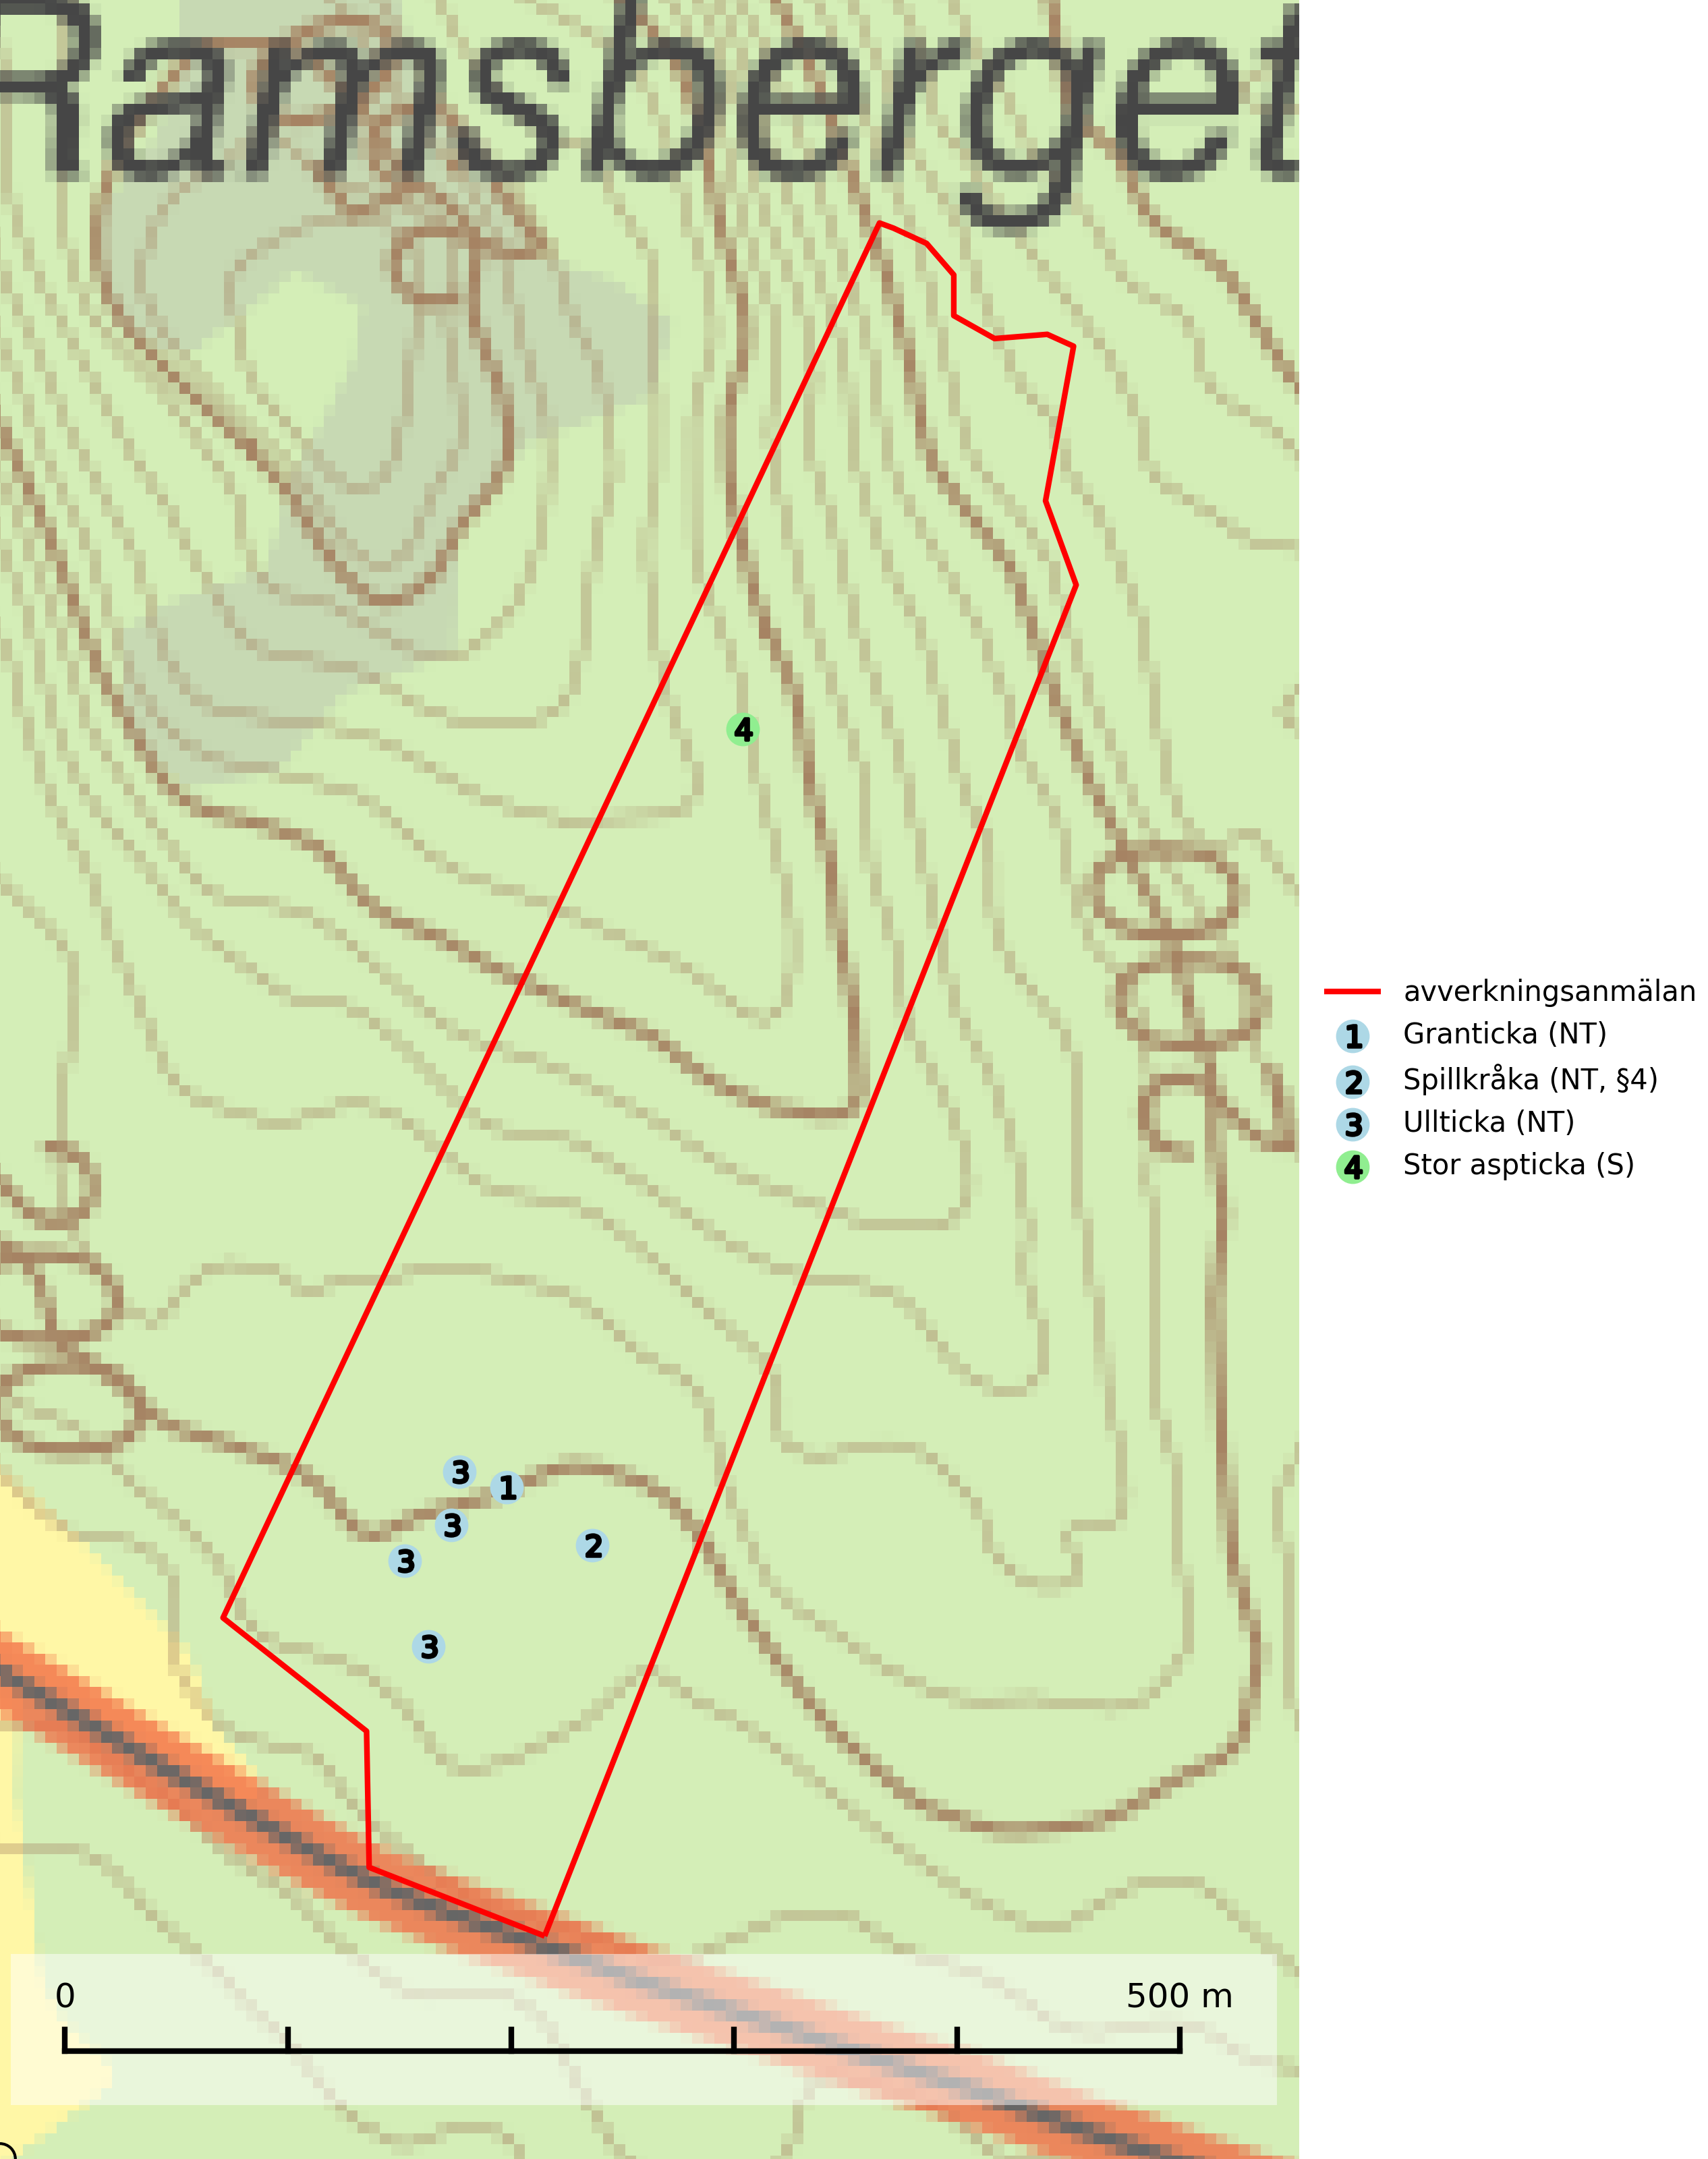 Ramsberget
4
3
1
3
2
3
3
avverkningsanmälan
1 Granticka (NT)
2 Spillkråka (NT, §4)
3 Ullticka (NT)
4 Stor aspticka (S)
0 500 m